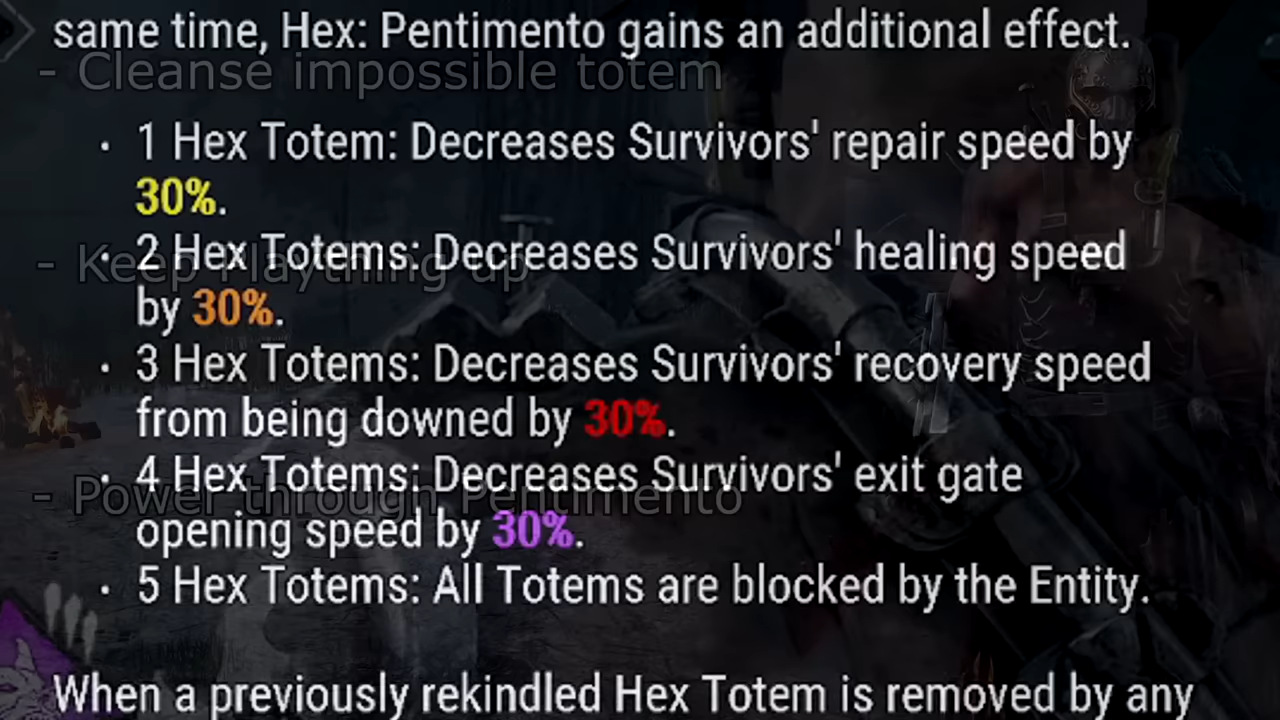 same time, Hex: Pentimento gains an additional effect.
- Cleanse impossible totem
• 1 Hex Totem: Decreases Survivors' repair speed by
30%.
• 2 Hex Totems: Decreases Survivors' healing speed
- Keep Plaything up
by 30%.
• 3 Hex Totems: Decreases Survivors' recovery speed
from being downed by 30%.
• 4 Hex Totems: Decreases Survivors' exit gate
- Power through Pentimento
opening speed by 30%.
• 5 Hex Totems: All Totems are blocked by the Entity.
When a previously rekindled Hex Totem is removed by any